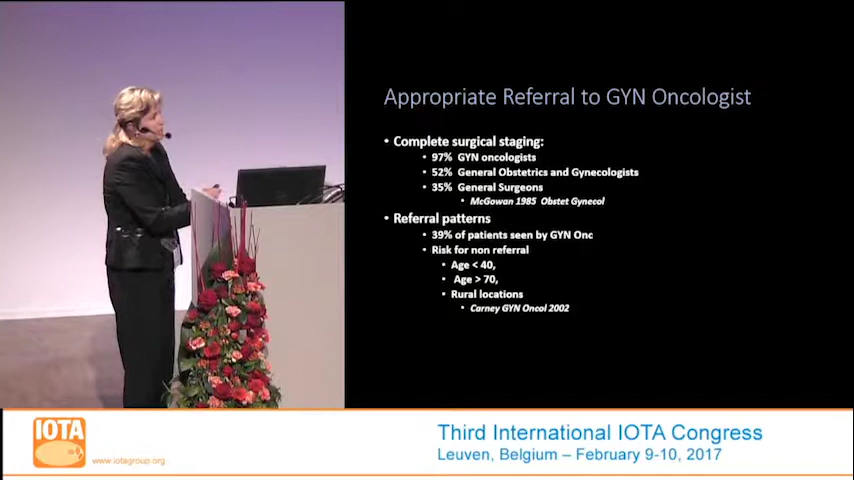 Appropriate Referral to GYN Oncologist
• Complete surgical staging:
• 97% GYN oncologists
• 52% General Obstetrics and Gynecologists
• 35% General Surgeons
• McGowan 1985 Obstet Gynecol
• Referral patterns
• 39% of patients seen by GYN Onc
• Risk for non referral
• Age < 40,
• Age > 70,
• Rural locations
• Carney GYN Oncol 2002
IOTA
www.iotagroup.org
Third International IOTA Congress
Leuven, Belgium – February 9-10, 2017